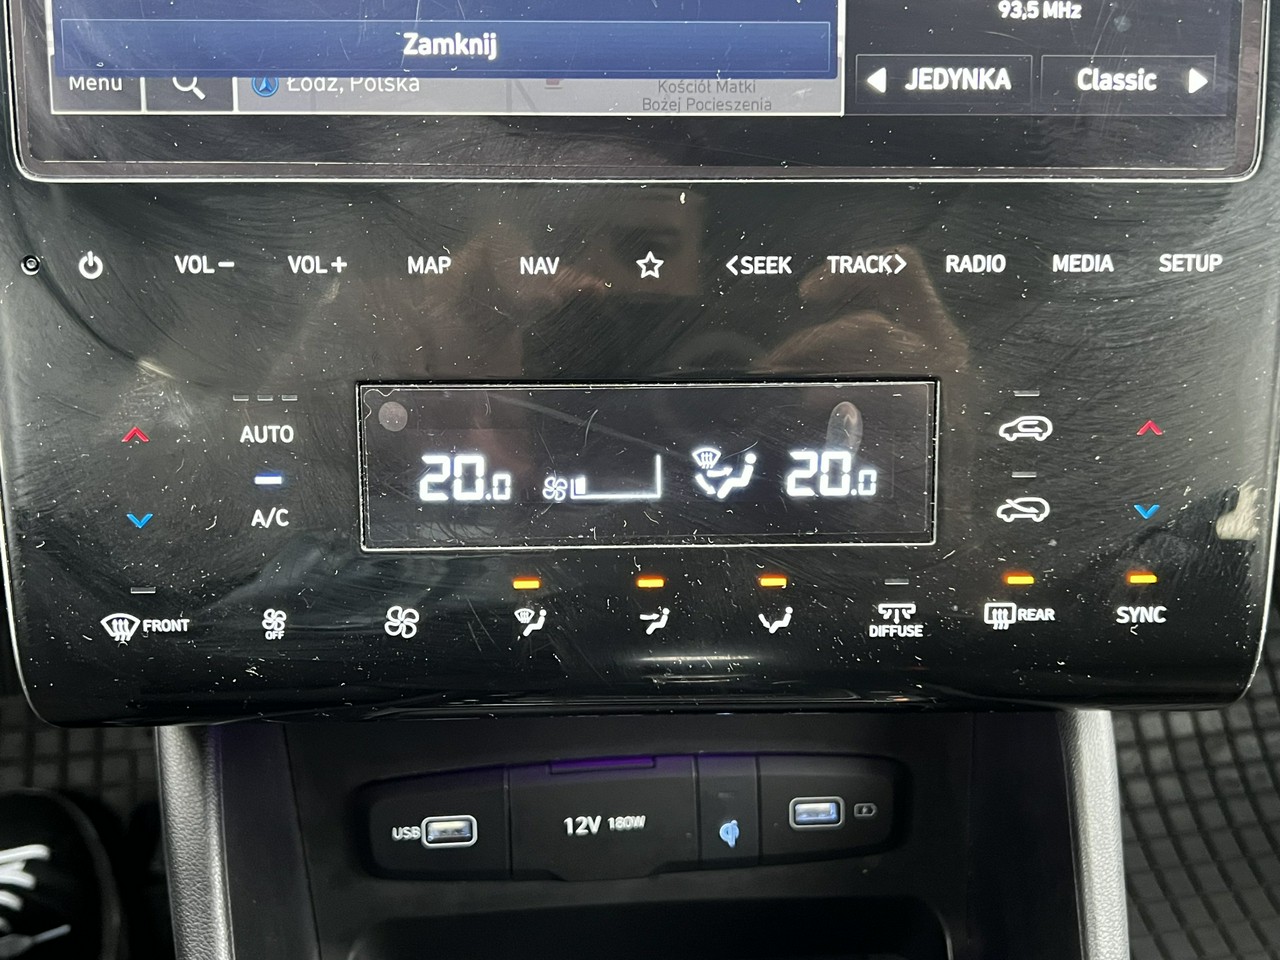 93,5 MHz
Zamknij
Menu
Łódź, Polska
Kościół Matki
Bożej Pocieszenia
JEDYNKA
Classic
VOL−
VOL+
MAP
NAV
<SEEK
TRACK>
RADIO
MEDIA
SETUP
AUTO
A/C
20.0
20.0
FRONT
OFF
DIFFUSE
REAR
SYNC
USB
12V 180W